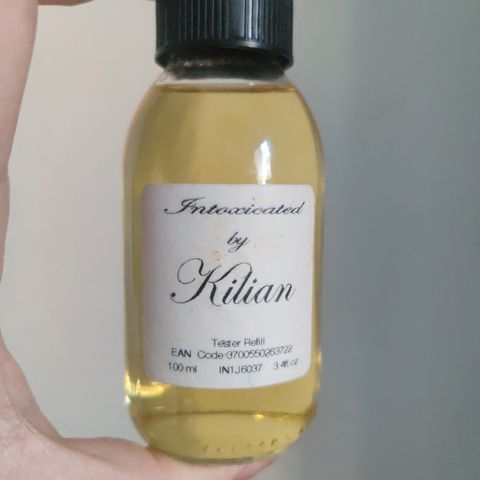 Intoxicated
by
Kilian
Tester Refill
EAN Code 3700550263722
100 ml IN1J6037 3.4fl. oz